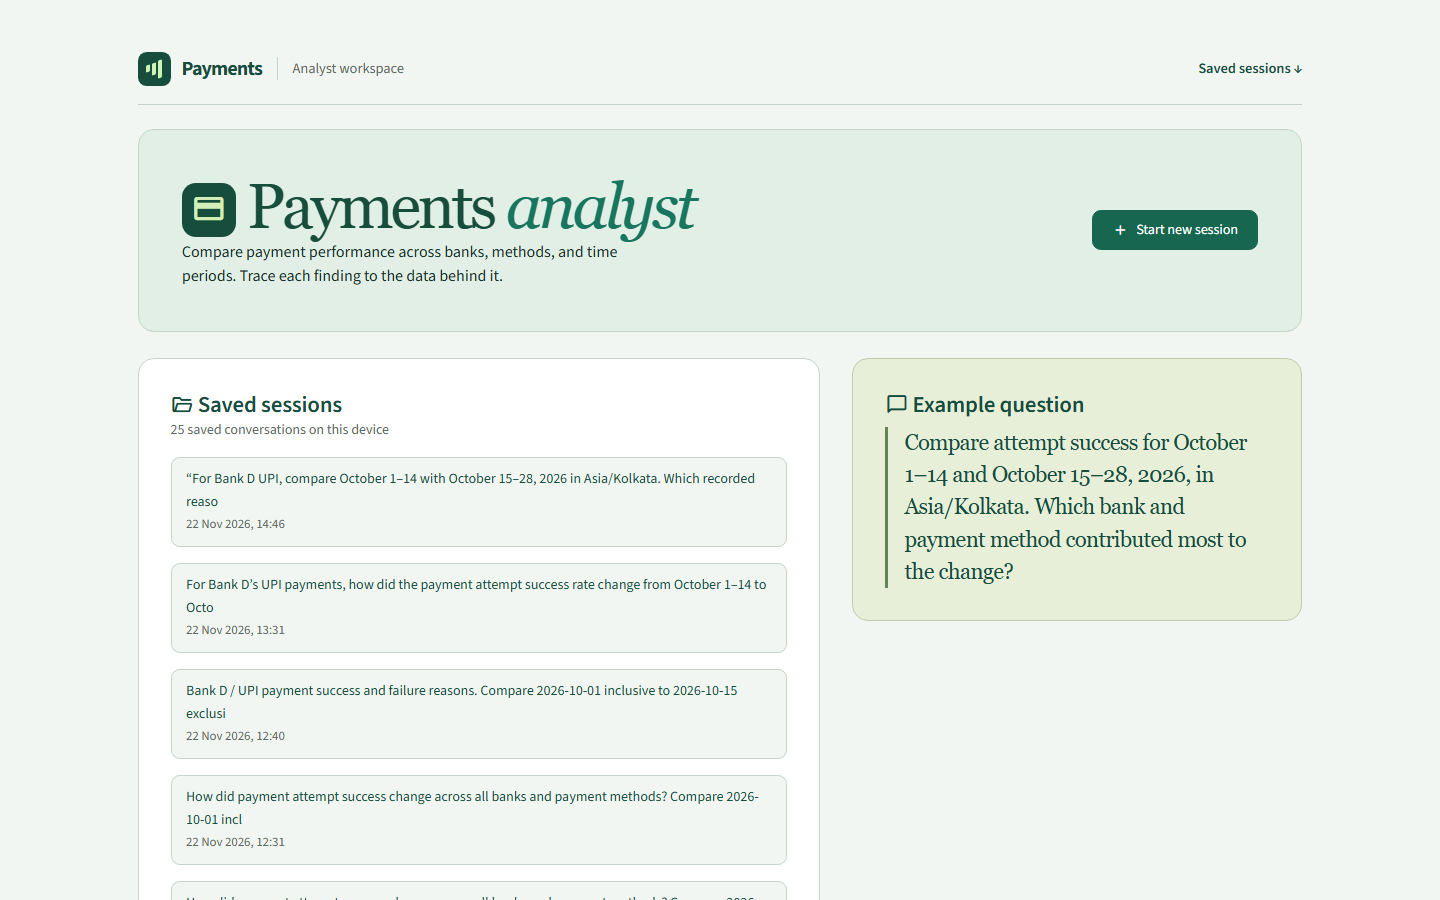 Payments
Analyst workspace
Saved sessions ↓
Payments analyst
Compare payment performance across banks, methods, and time
periods. Trace each finding to the data behind it.
+ Start new session
Saved sessions
25 saved conversations on this device
“For Bank D UPI, compare October 1–14 with October 15–28, 2026 in Asia/Kolkata. Which recorded
reaso
22 Nov 2026, 14:46
For Bank D’s UPI payments, how did the payment attempt success rate change from October 1–14 to
Octo
22 Nov 2026, 13:31
Bank D / UPI payment success and failure reasons. Compare 2026-10-01 inclusive to 2026-10-15
exclusi
22 Nov 2026, 12:40
How did payment attempt success change across all banks and payment methods? Compare 2026-
10-01 incl
22 Nov 2026, 12:31
Example question
Compare attempt success for October
1–14 and October 15–28, 2026, in
Asia/Kolkata. Which bank and
payment method contributed most to
the change?